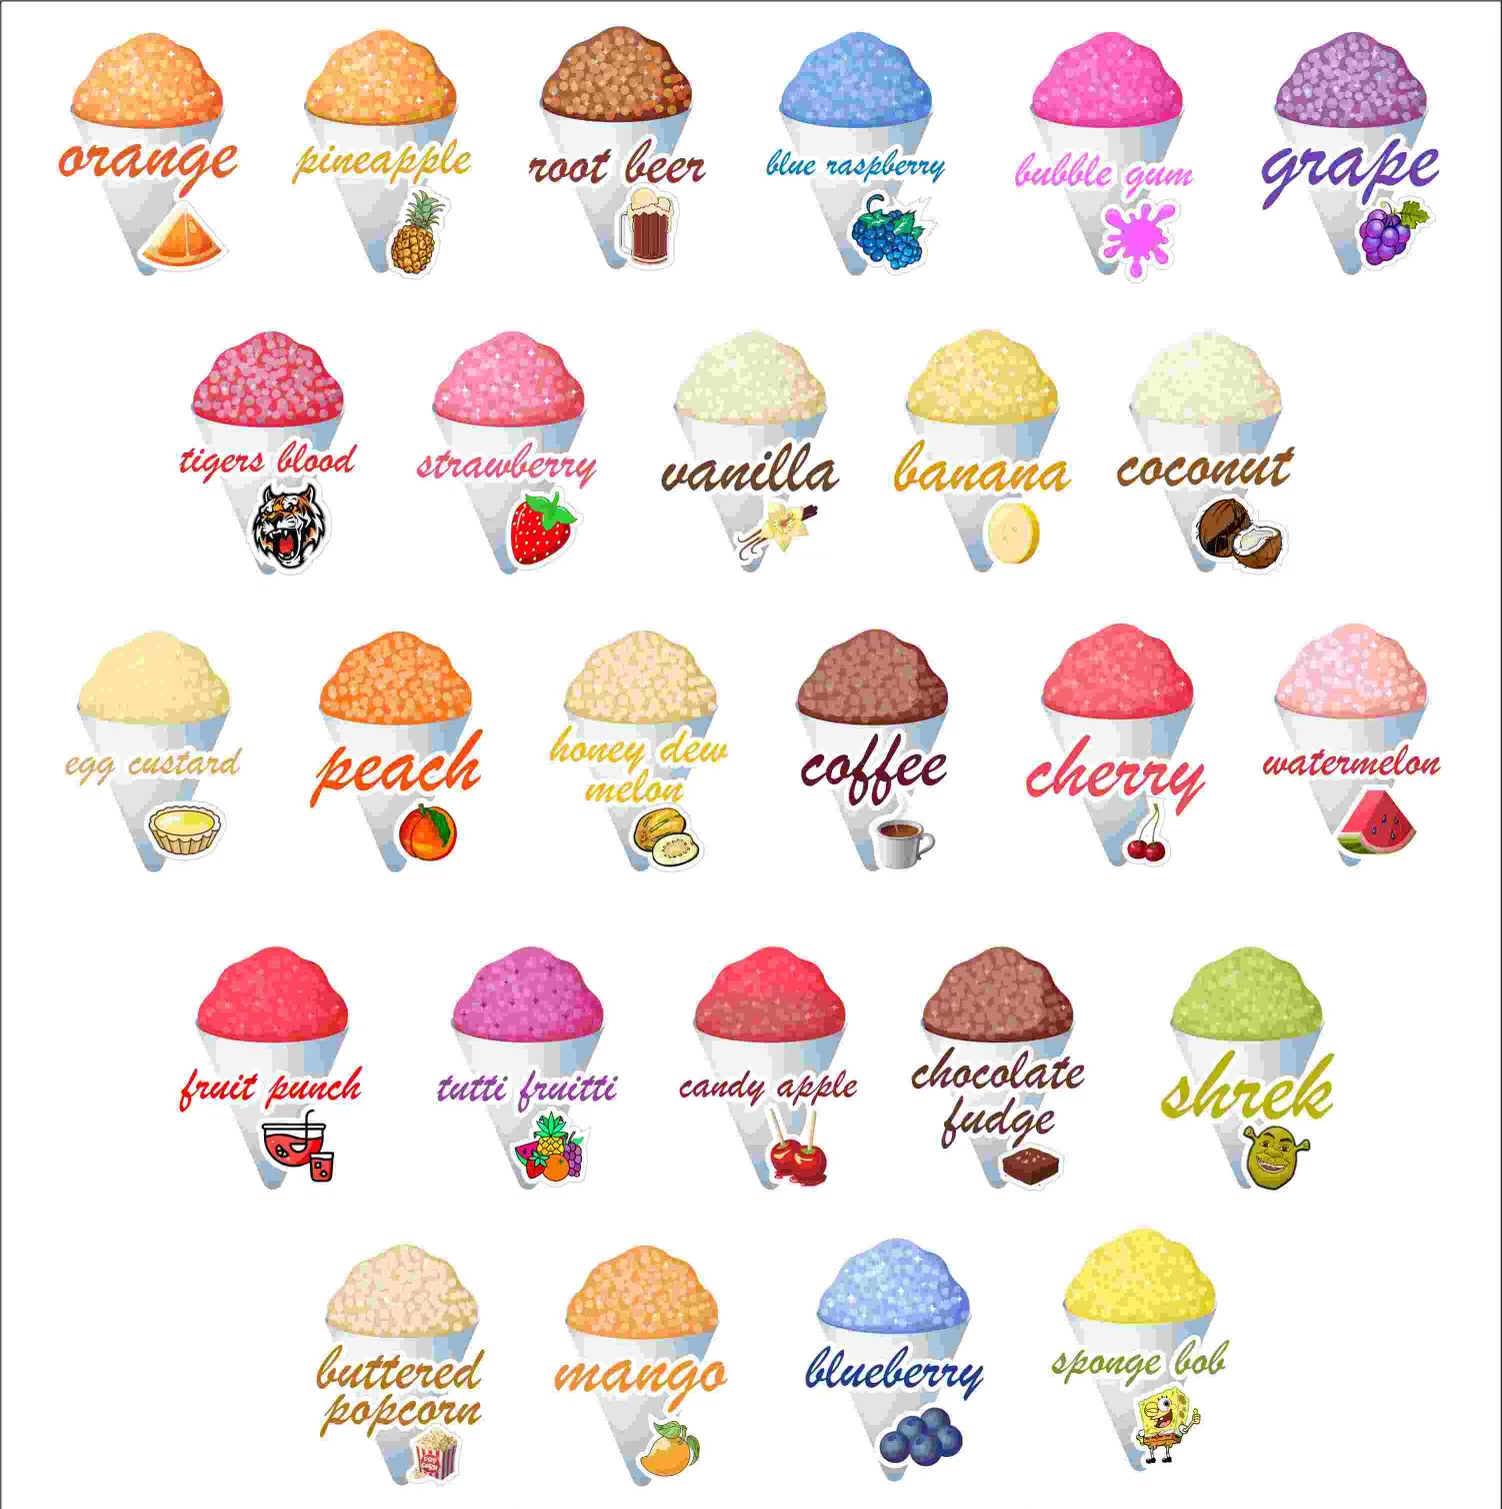 orange
pineapple
root beer
blue raspberry
bubble gum
grape
tigers blood
strawberry
vanilla
banana
coconut
egg custard
peach
honey dew
melon
coffee
cherry
watermelon
fruit punch
tutti fruitti
candy apple
chocolate
fudge
shrek
buttered
popcorn
POP
CORN
mango
blueberry
sponge bob